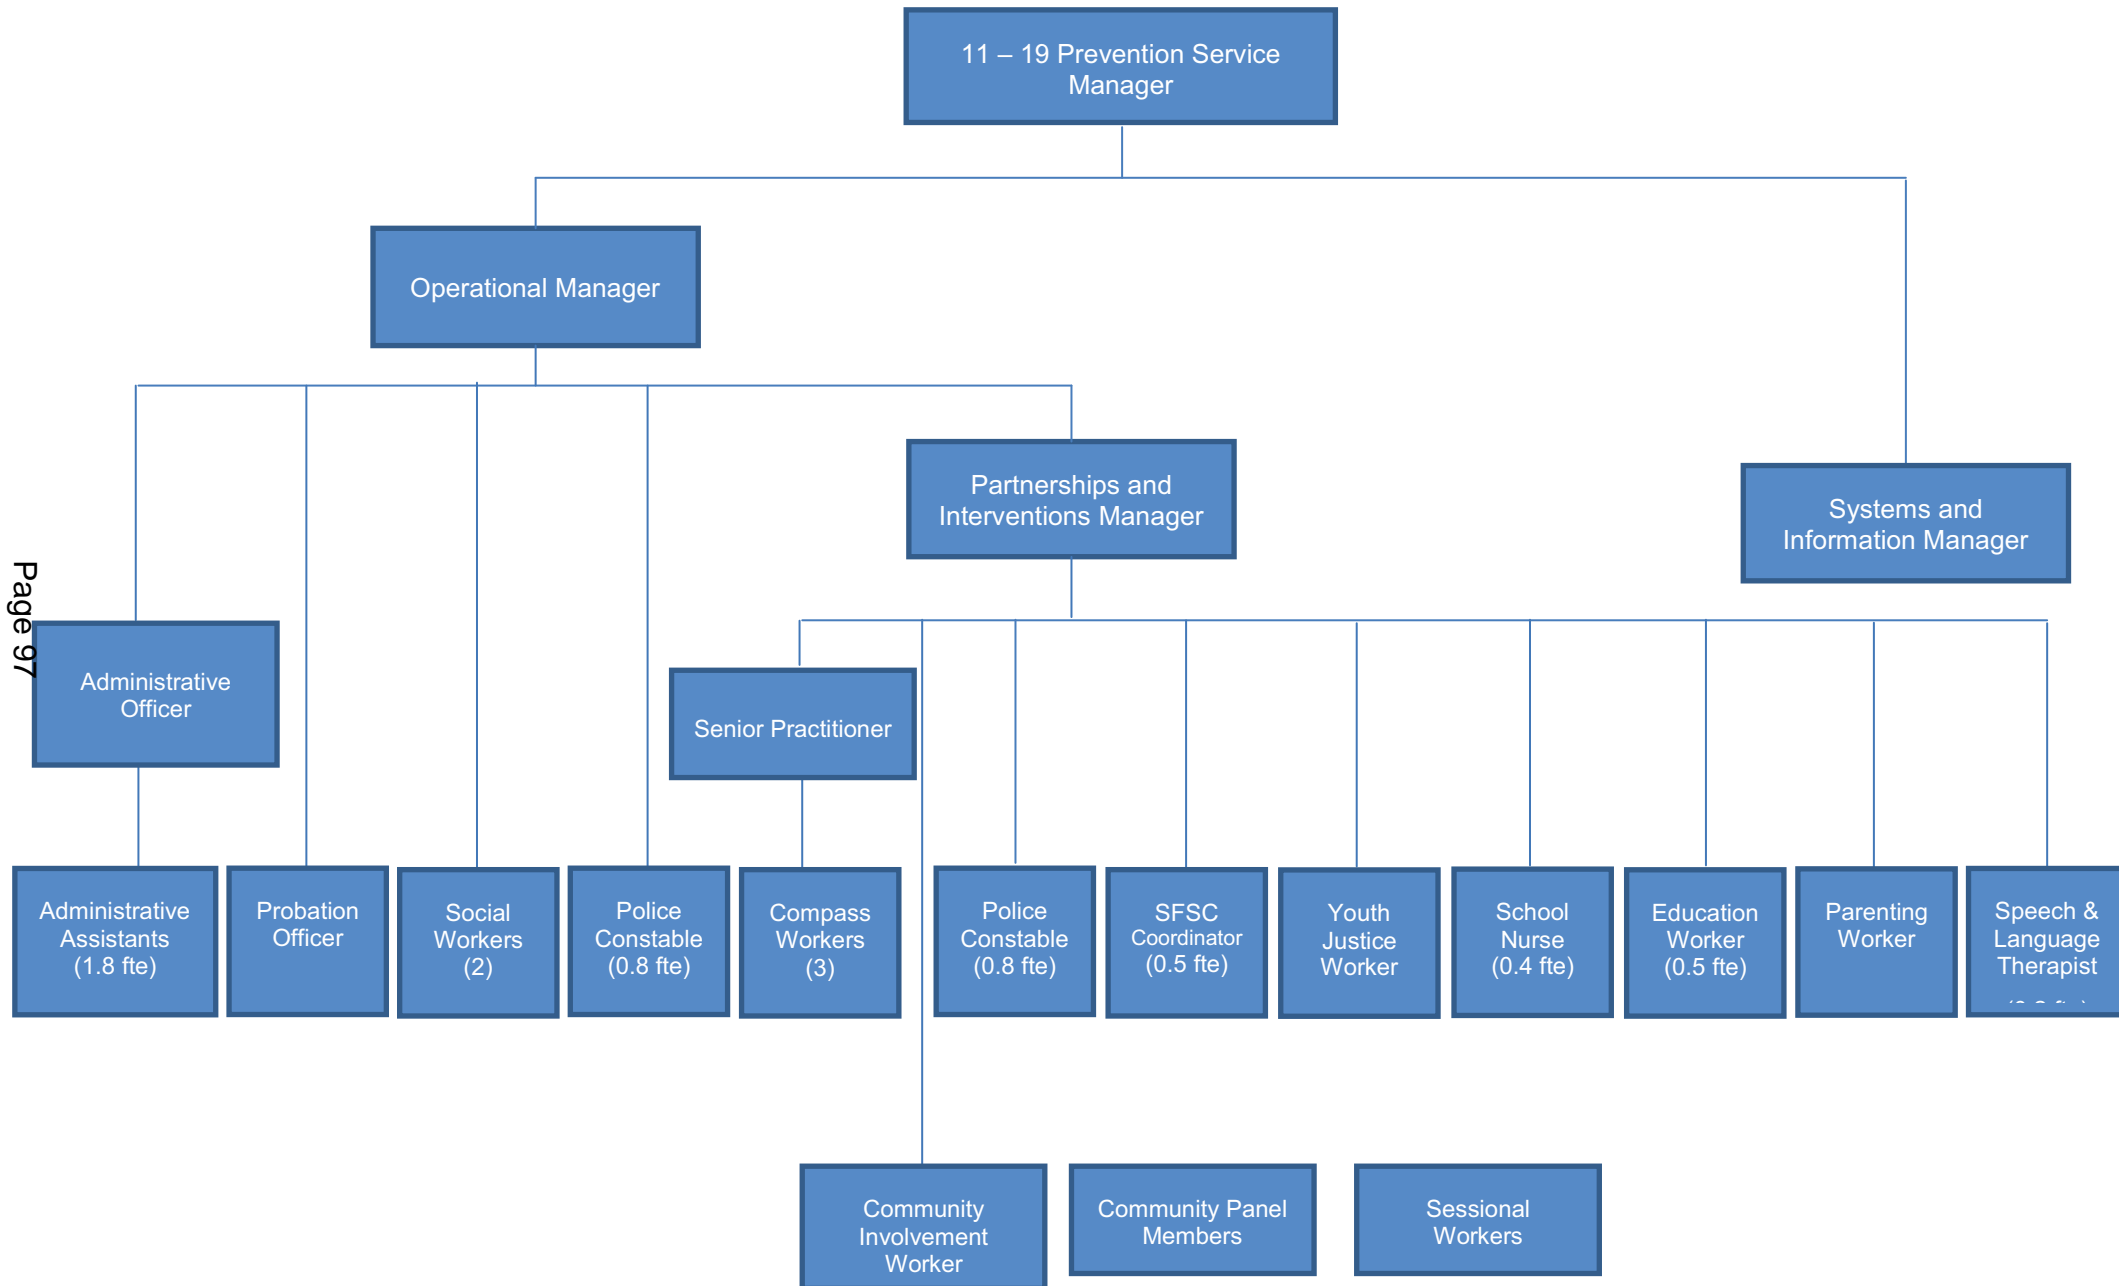 11 – 19 Prevention Service
Manager
Operational Manager
Partnerships and
Interventions Manager
Systems and
Information Manager
Page 97
Administrative
Officer
Senior Practitioner
Administrative
Assistants
(1.8 fte)
Probation
Officer
Social
Workers
(2)
Police
Constable
(0.8 fte)
Compass
Workers
(3)
Police
Constable
(0.8 fte)
SFSC
Coordinator
(0.5 fte)
Youth
Justice
Worker
School
Nurse
(0.4 fte)
Education
Worker
(0.5 fte)
Parenting
Worker
Speech &
Language
Therapist
Community
Involvement
Worker
Community Panel
Members
Sessional
Workers